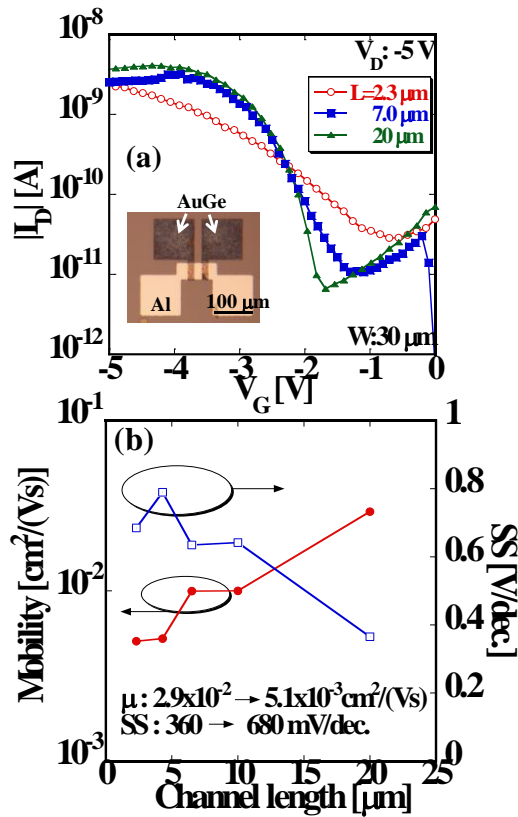 10⁻⁸
10⁻⁹
10⁻¹⁰
10⁻¹¹
10⁻¹²
|I_D| [A]
V_D: -5 V
L=2.3 μm
7.0 μm
20 μm
(a)
AuGe
Al
100 μm
W:30 μm
-5 -4 -3 -2 -1 0
V_G [V]
10⁻¹
10⁻²
10⁻³
Mobility [cm²/(Vs)]
(b)
μ : 2.9x10⁻² → 5.1x10⁻³cm²/(Vs)
SS : 360 → 680 mV/dec.
1
0.8
0.6
0.4
0.2
0
SS [V/dec.]
0 5 10 15 20 25
Channel length [μm]